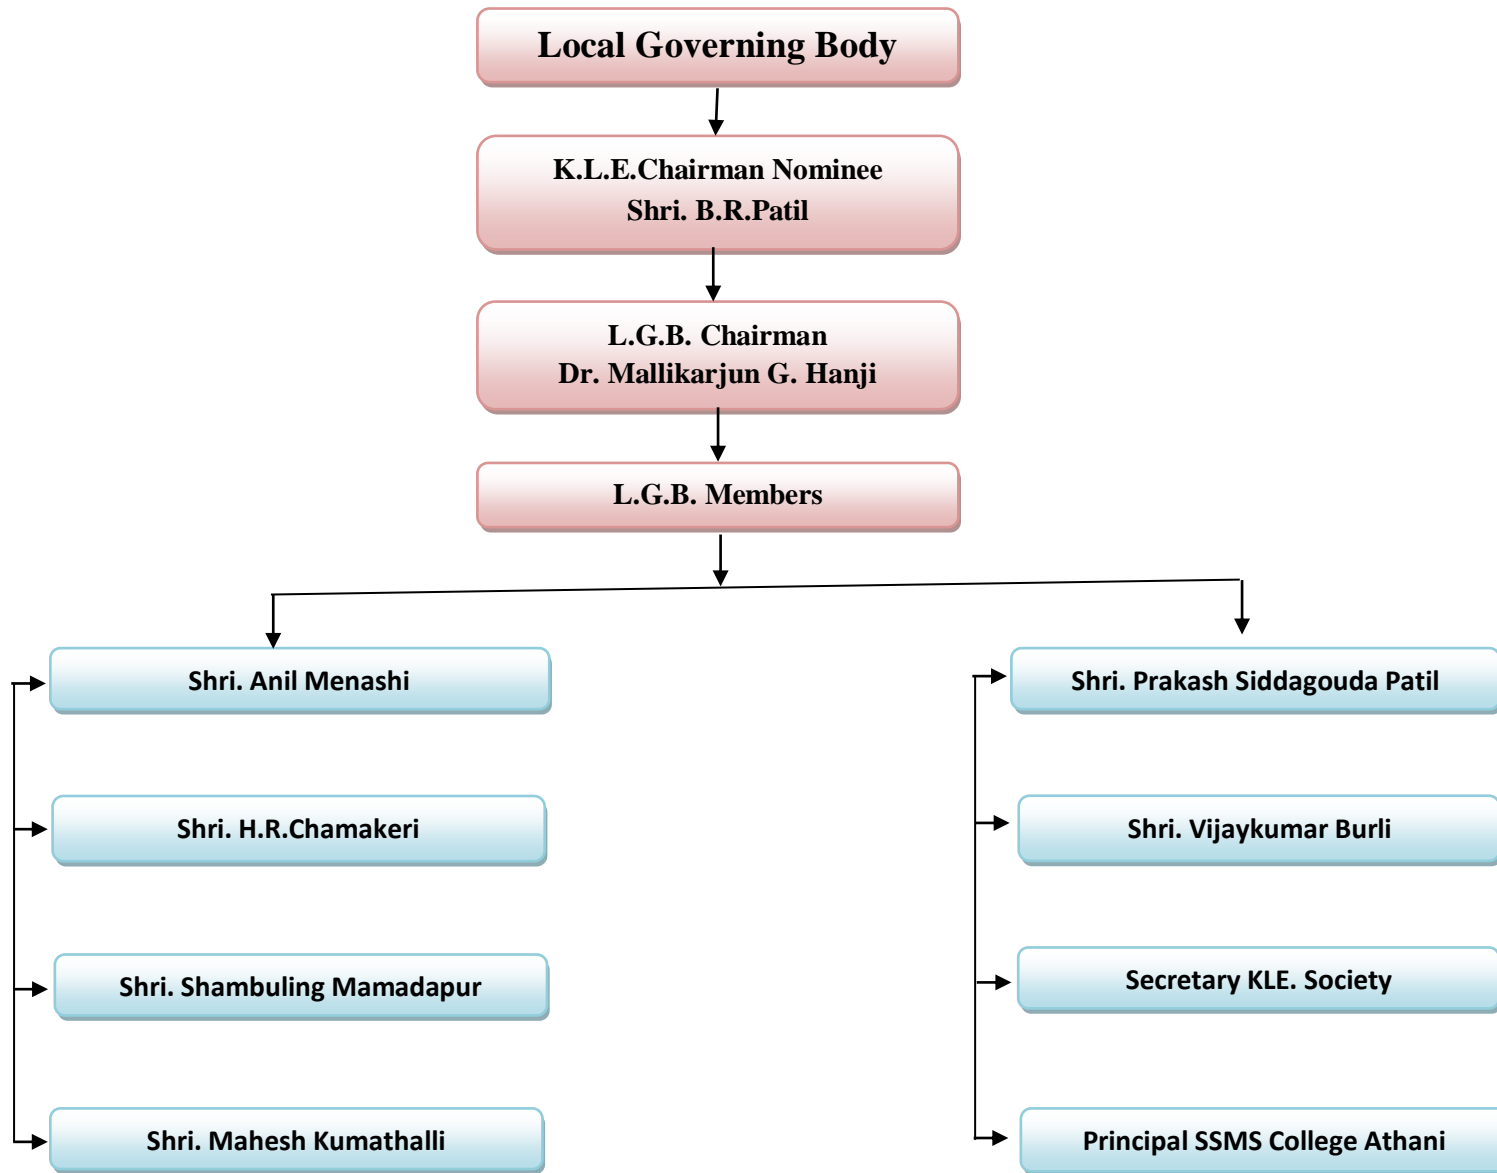 Local Governing Body
K.L.E.Chairman Nominee
Shri. B.R.Patil
L.G.B. Chairman
Dr. Mallikarjun G. Hanji
L.G.B. Members
Shri. Anil Menashi
Shri. H.R.Chamakeri
Shri. Shambuling Mamadapur
Shri. Mahesh Kumathalli
Shri. Prakash Siddagouda Patil
Shri. Vijaykumar Burli
Secretary KLE. Society
Principal SSMS College Athani